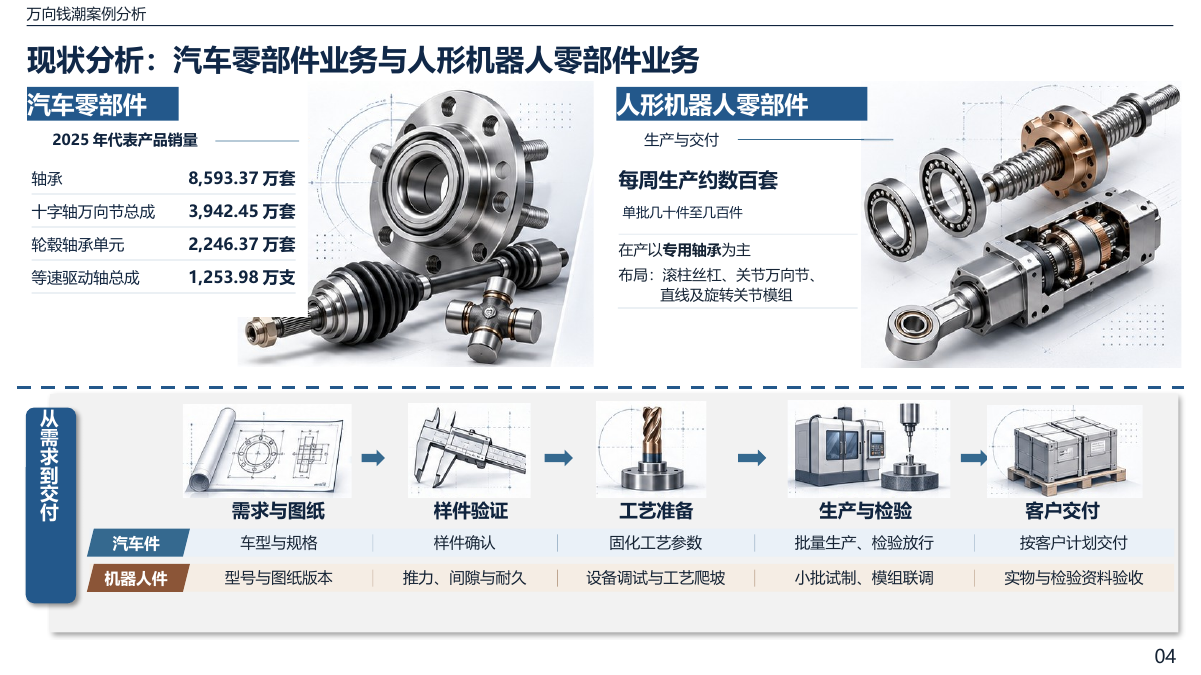 万向钱潮案例分析
现状分析：汽车零部件业务与人形机器人零部件业务
汽车零部件
2025 年代表产品销量
轴承 8,593.37 万套
十字轴万向节总成 3,942.45 万套
轮毂轴承单元 2,246.37 万套
等速驱动轴总成 1,253.98 万支
人形机器人零部件
生产与交付
每周生产约数百套
单批几十件至几百件
在产以专用轴承为主
布局：滚柱丝杠、关节万向节、
直线及旋转关节模组
从需求到交付
需求与图纸 样件验证 工艺准备 生产与检验 客户交付
汽车件 车型与规格 样件确认 固化工艺参数 批量生产、检验放行 按客户计划交付
机器人件 型号与图纸版本 推力、间隙与耐久 设备调试与工艺爬坡 小批试制、模组联调 实物与检验资料验收
04